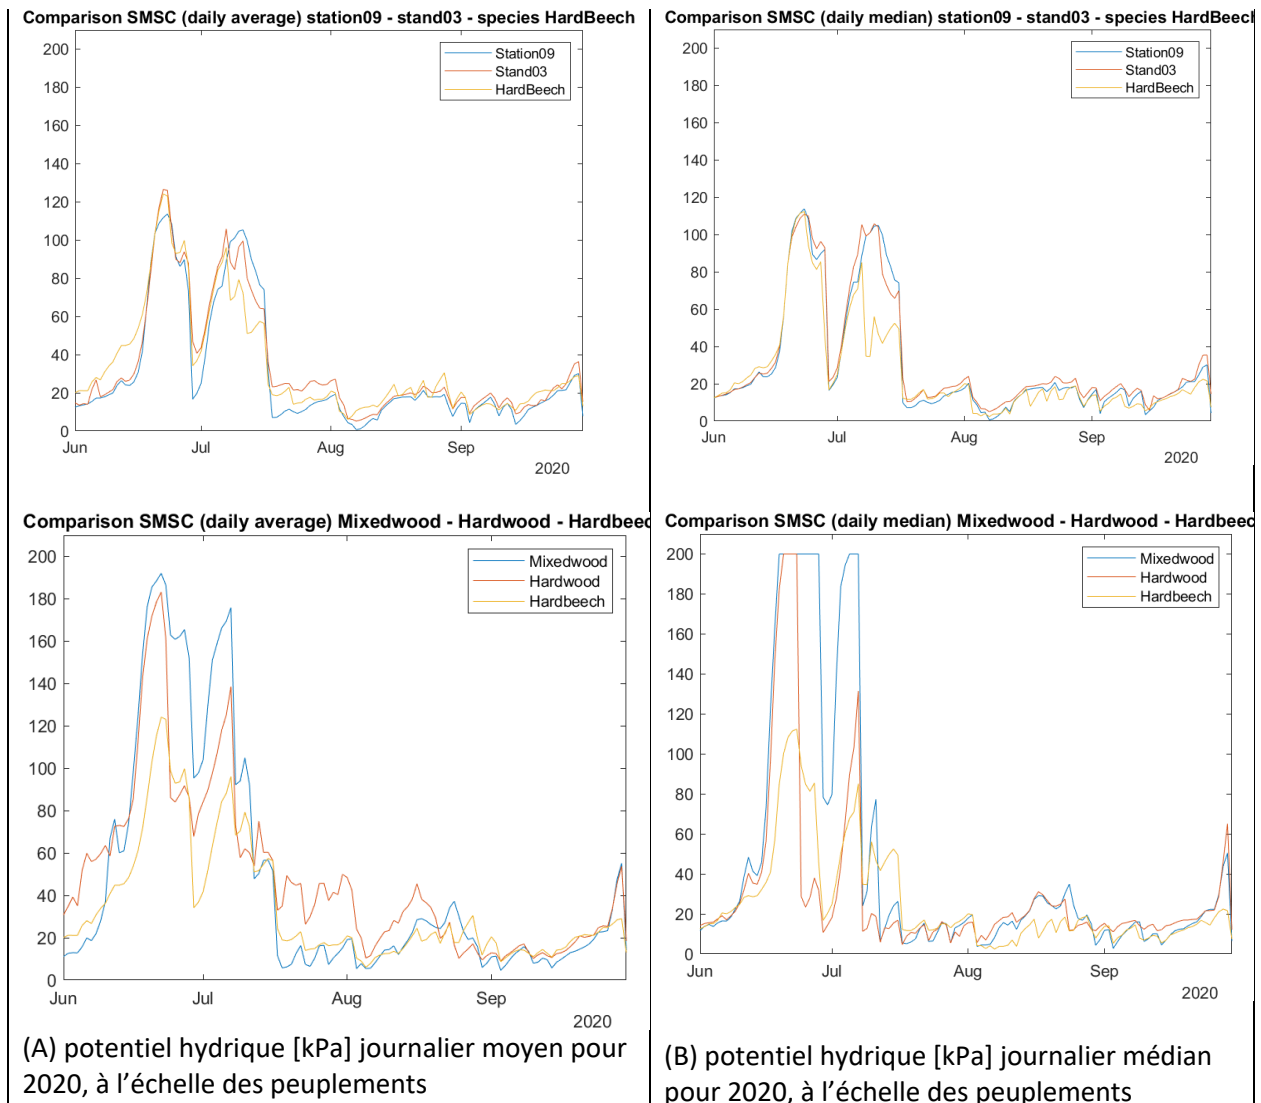 Comparison SMSC (daily average) station09 - stand03 - species HardBeech
200
180
160
140
120
100
80
60
40
20
0
Jun
Jul
Aug
Sep
2020
Station09
Stand03
HardBeech
Comparison SMSC (daily median) station09 - stand03 - species HardBeech
200
180
160
140
120
100
80
60
40
20
0
Jun
Jul
Aug
Sep
2020
Station09
Stand03
HardBeech
Comparison SMSC (daily average) Mixedwood - Hardwood - Hardbeec
200
180
160
140
120
100
80
60
40
20
0
Jun
Jul
Aug
Sep
2020
Mixedwood
Hardwood
Hardbeech
(A) potentiel hydrique [kPa] journalier moyen pour
2020, à l’échelle des peuplements
Comparison SMSC (daily median) Mixedwood - Hardwood - Hardbeec
200
180
160
140
120
100
80
60
40
20
0
Jun
Jul
Aug
Sep
2020
Mixedwood
Hardwood
Hardbeech
(B) potentiel hydrique [kPa] journalier médian
pour 2020, à l’échelle des peuplements